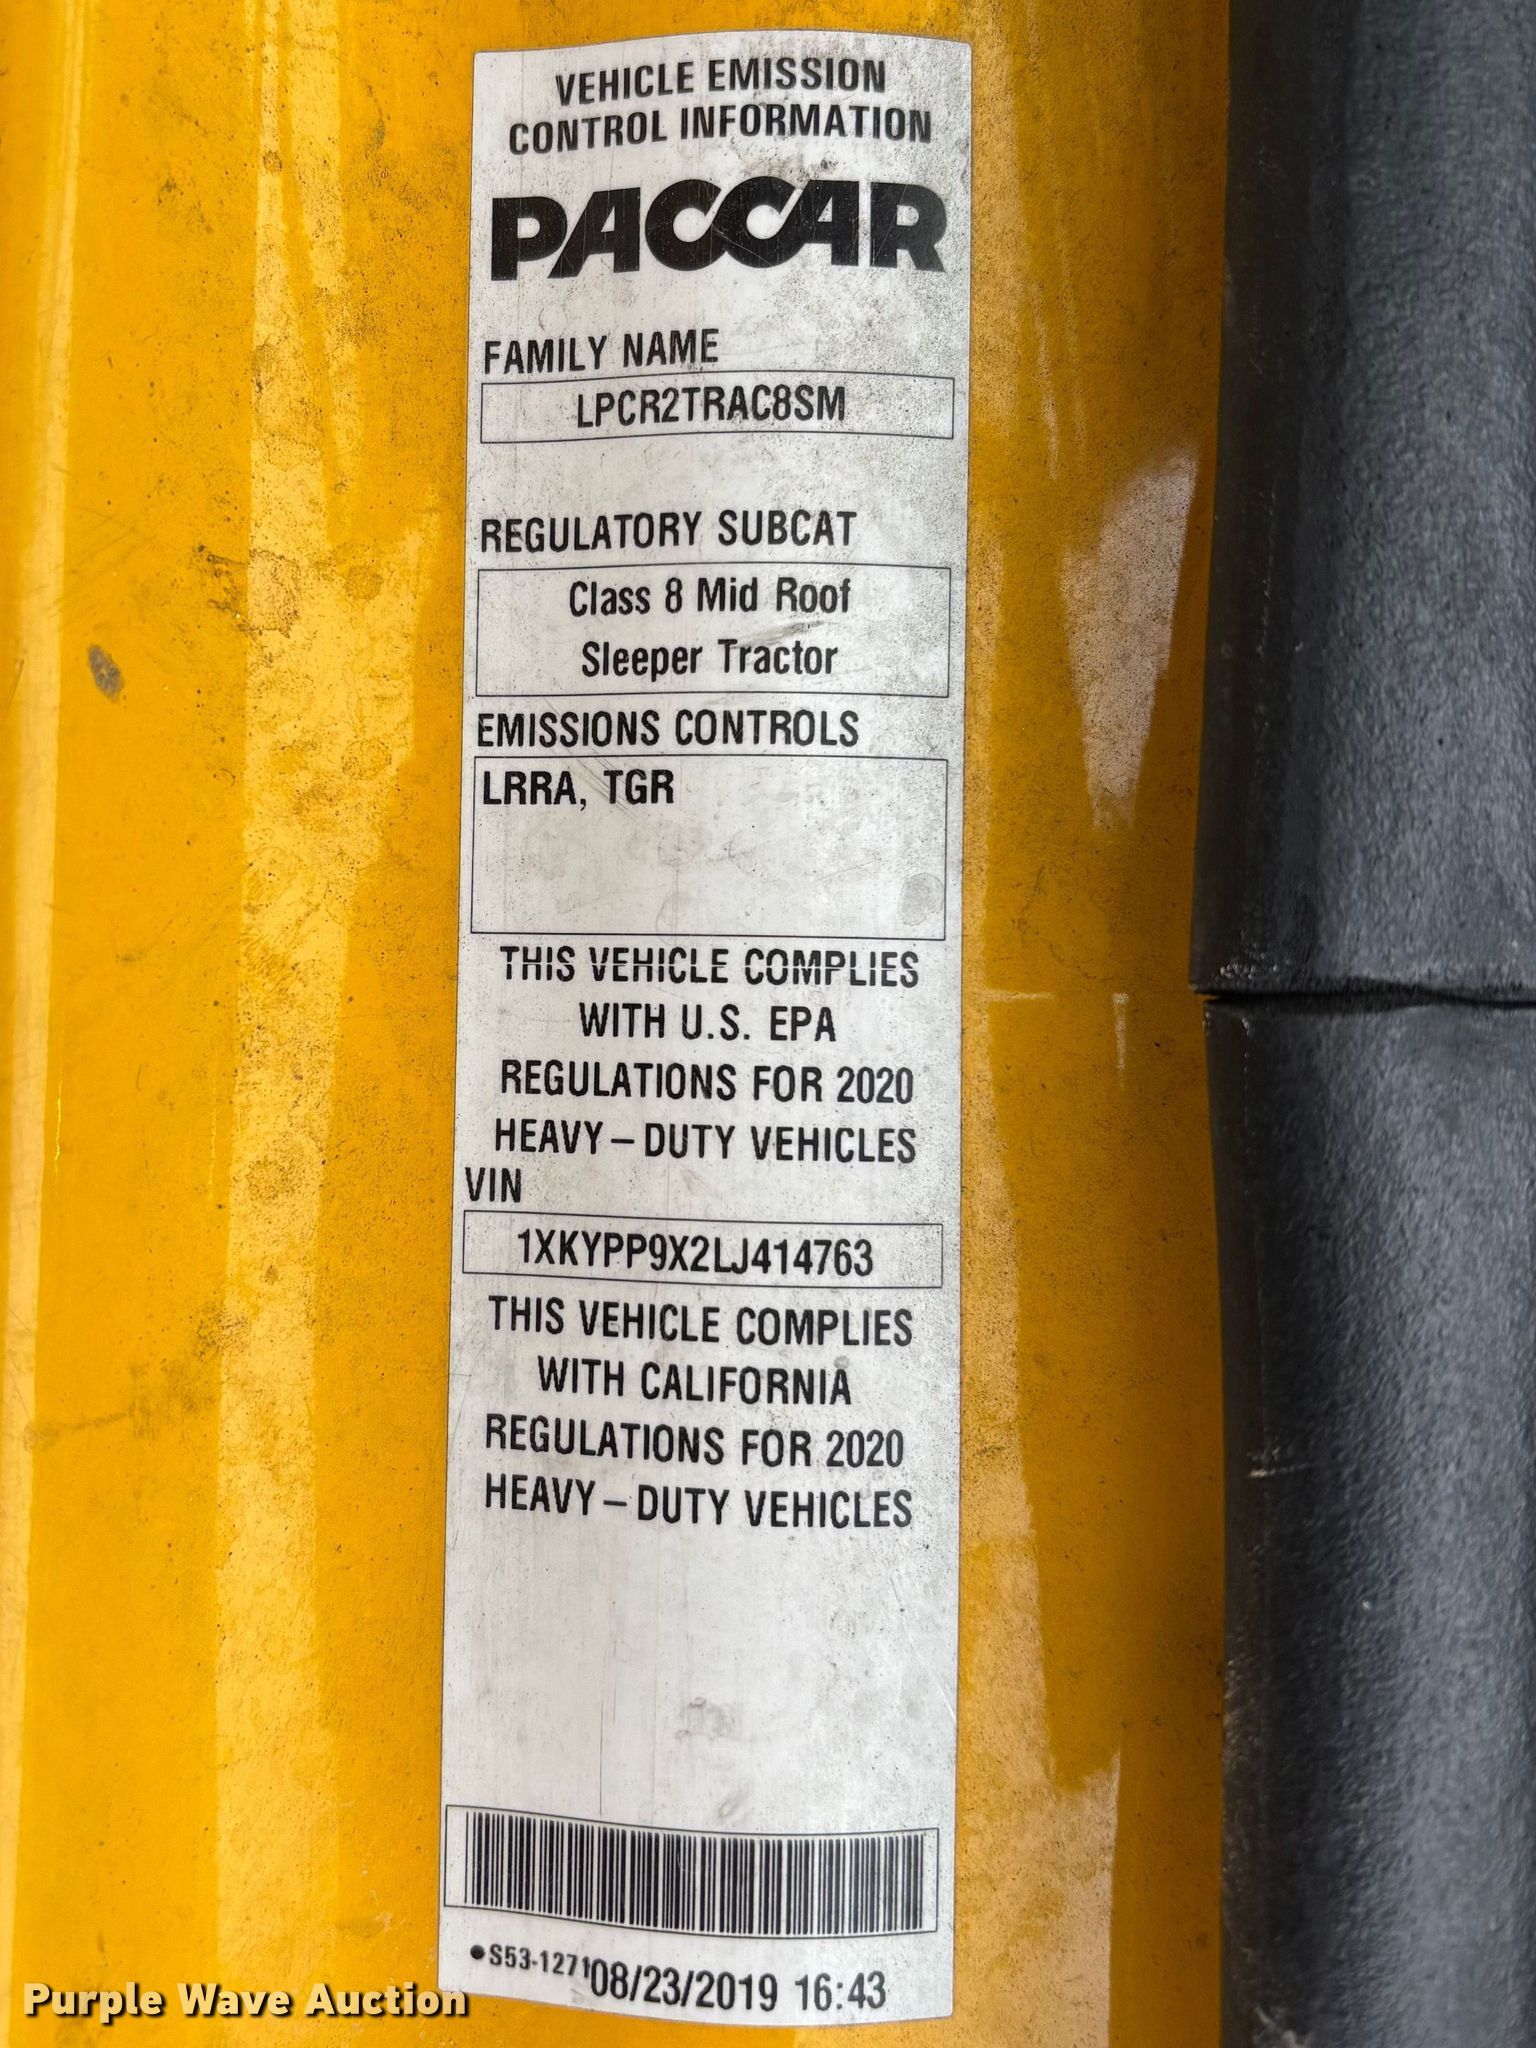 VEHICLE EMISSION
CONTROL INFORMATION
PACCAR
FAMILY NAME
LPCR2TRAC8SM
REGULATORY SUBCAT
Class 8 Mid Roof
Sleeper Tractor
EMISSIONS CONTROLS
LRRA, TGR
THIS VEHICLE COMPLIES
WITH U.S. EPA
REGULATIONS FOR 2020
HEAVY-DUTY VEHICLES
VIN
1XKYPP9X2LJ414763
THIS VEHICLE COMPLIES
WITH CALIFORNIA
REGULATIONS FOR 2020
HEAVY-DUTY VEHICLES
•S53-1271 08/23/2019 16:43
Purple Wave Auction